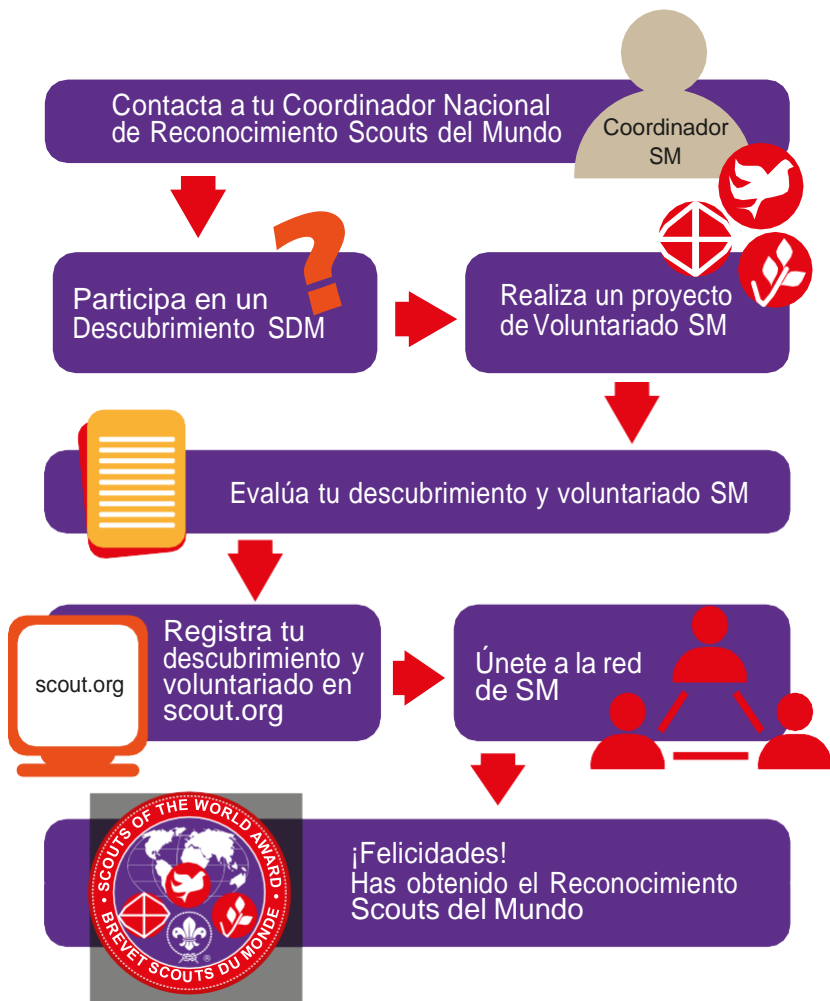 Contacta a tu Coordinador Nacional
de Reconocimiento Scouts del Mundo
Coordinador
SM
Participa en un
Descubrimiento SDM
Realiza un proyecto
de Voluntariado SM
Evalúa tu descubrimiento y voluntariado SM
scout.org
Registra tu
descubrimiento y
voluntariado en
scout.org
Únete a la red
de SM
SCOUTS OF THE WORLD AWARD
BREVET SCOUTS DU MONDE
¡Felicidades!
Has obtenido el Reconocimiento
Scouts del Mundo